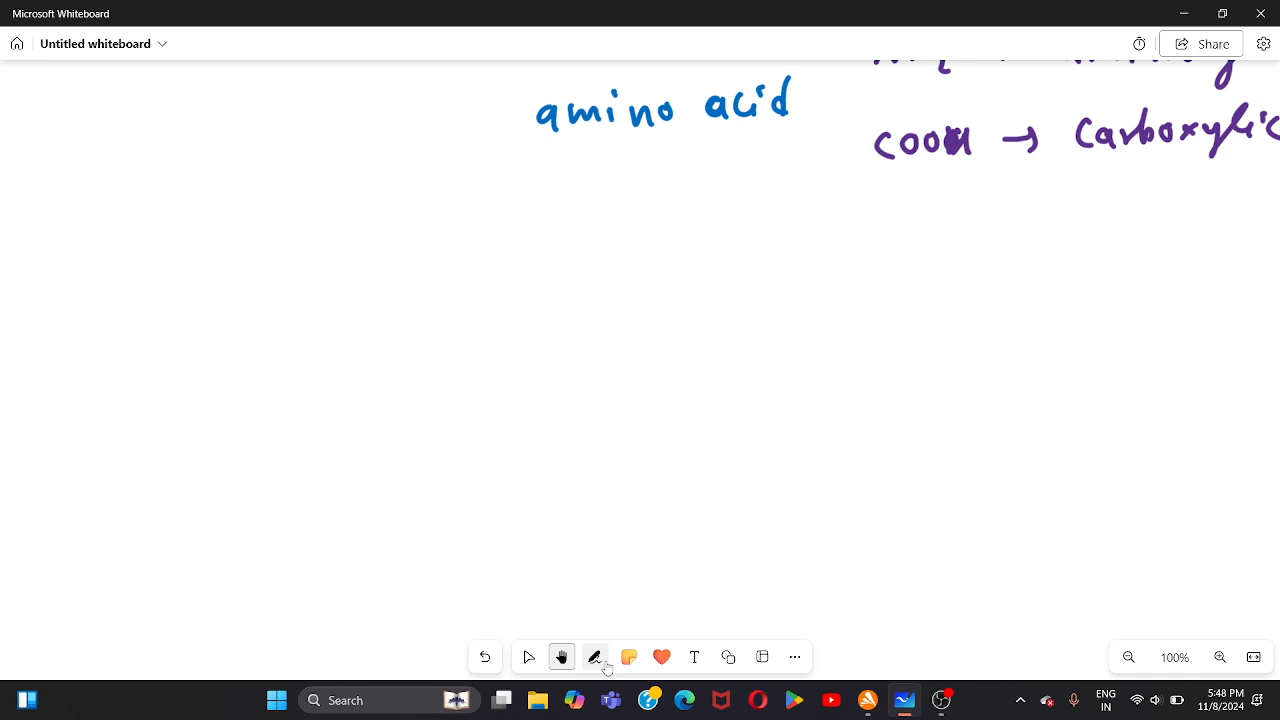 Microsoft Whiteboard
Untitled whiteboard
Share
amino acid
COOH → Carboxylic
T
100%
Search
ENG
IN
5:48 PM
11/8/2024